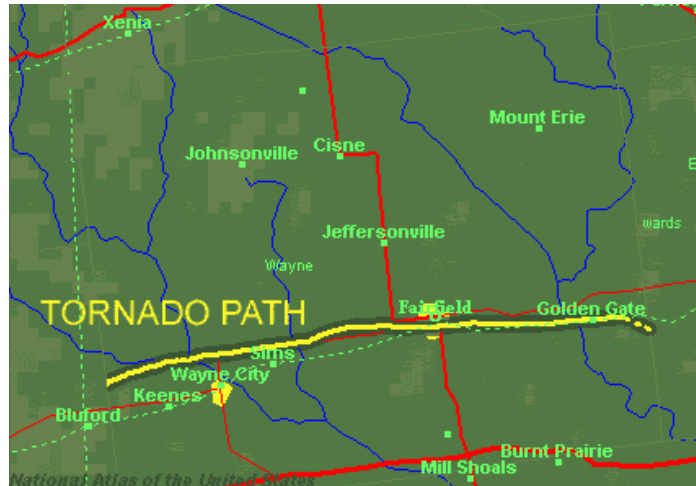 Xenia
Mount Erie
Cisne
Johnsonville
E
wards
Jeffersonville
Wayne
TORNADO PATH
Fairfield
Golden Gate
Sims
Wayne City
Keenes
Bluford
Burnt Prairie
Mill Shoals
National Atlas of the United States